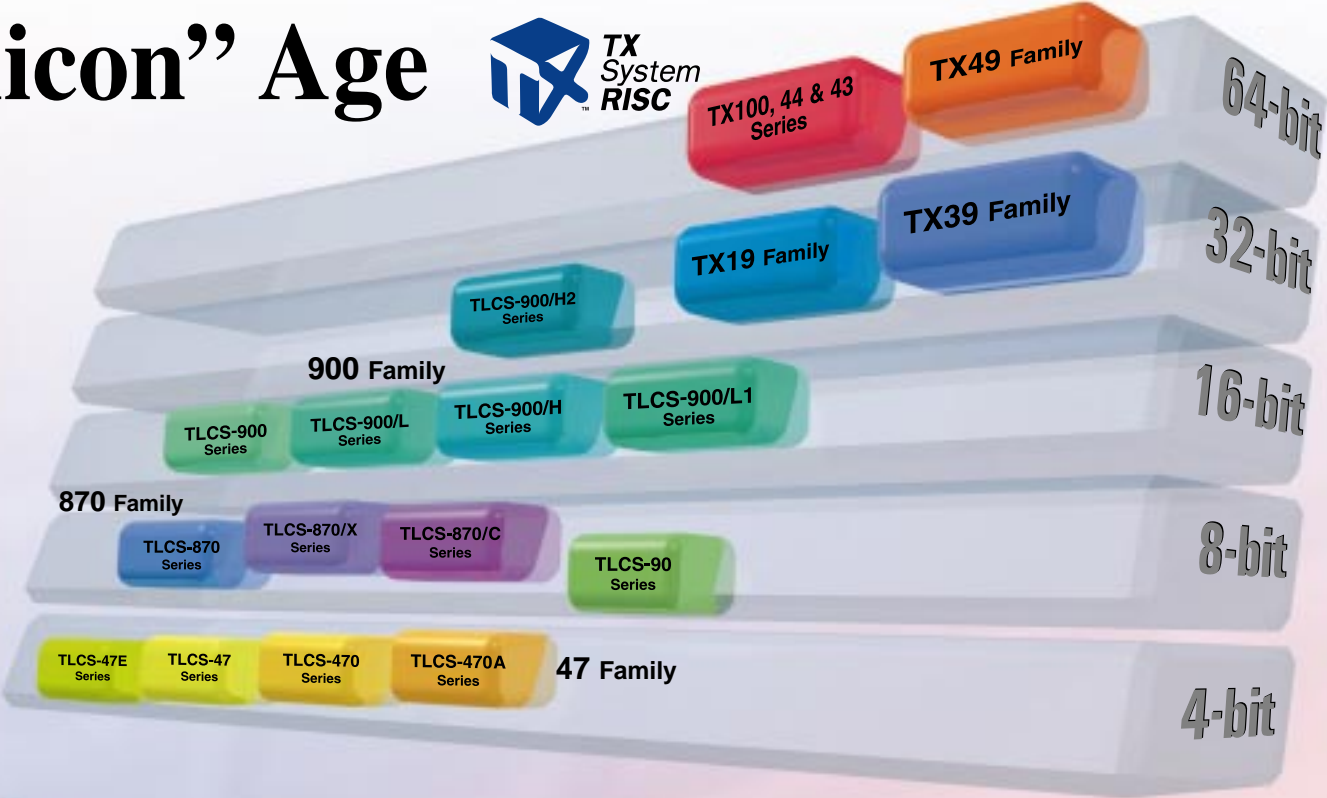 icon” Age
TX
System
RISC
™
TX49 Family
TX100, 44 & 43
Series
64-bit
TX39 Family
TX19 Family
32-bit
TLCS-900/H2
Series
900 Family
TLCS-900
Series
TLCS-900/L
Series
TLCS-900/H
Series
TLCS-900/L1
Series
16-bit
870 Family
TLCS-870
Series
TLCS-870/X
Series
TLCS-870/C
Series
TLCS-90
Series
8-bit
TLCS-47E
Series
TLCS-47
Series
TLCS-470
Series
TLCS-470A
Series
47 Family
4-bit